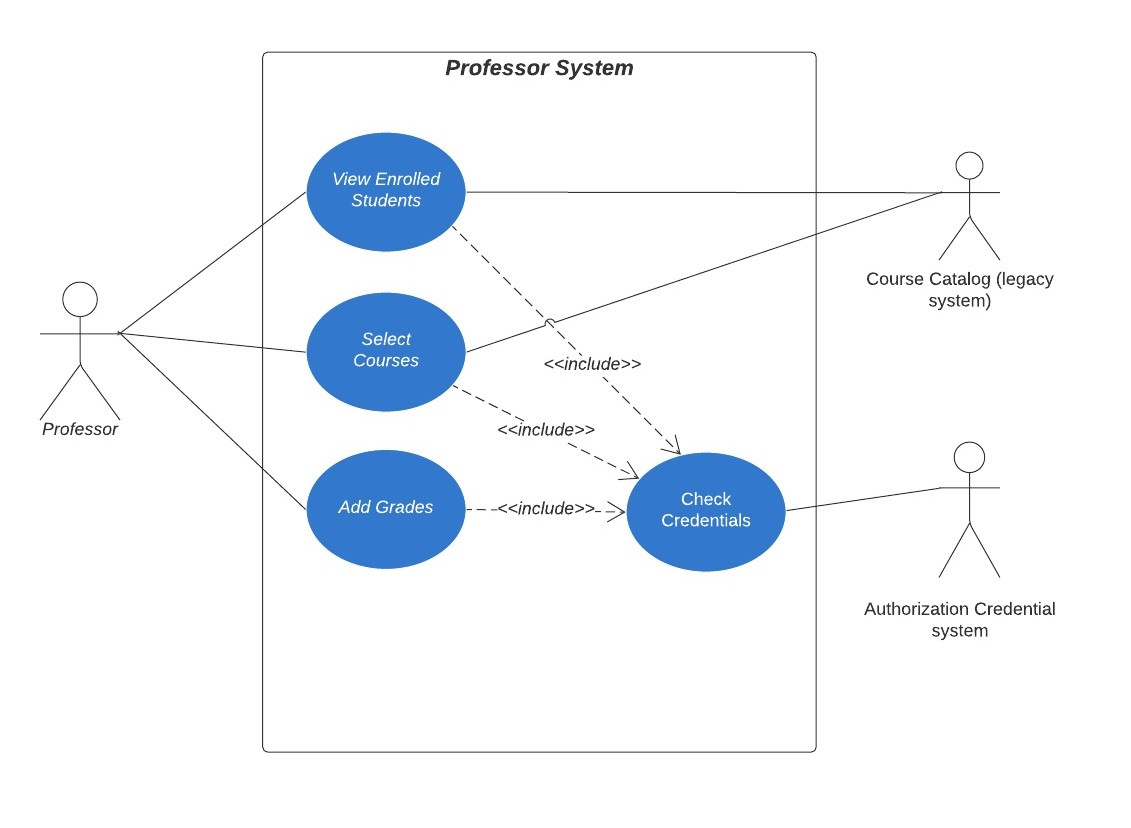 Professor System
View Enrolled
Students
Course Catalog (legacy
system)
Select
Courses
<<include>>
Professor
<<include>>
Add Grades
<<include>>
Check
Credentials
Authorization Credential
system